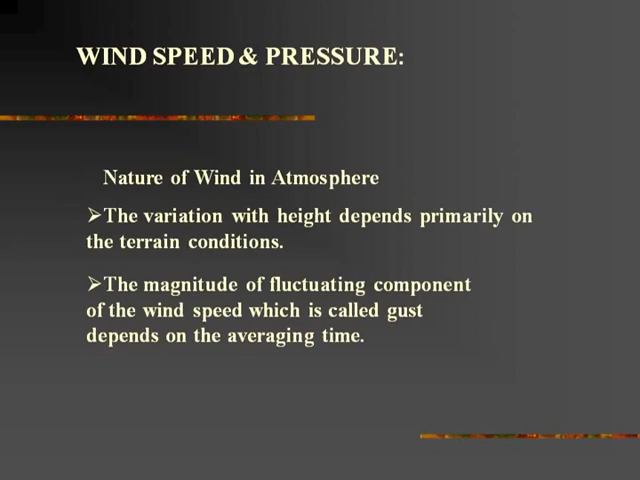 WIND SPEED & PRESSURE:
Nature of Wind in Atmosphere
➢The variation with height depends primarily on
the terrain conditions.
➢The magnitude of fluctuating component
of the wind speed which is called gust
depends on the averaging time.